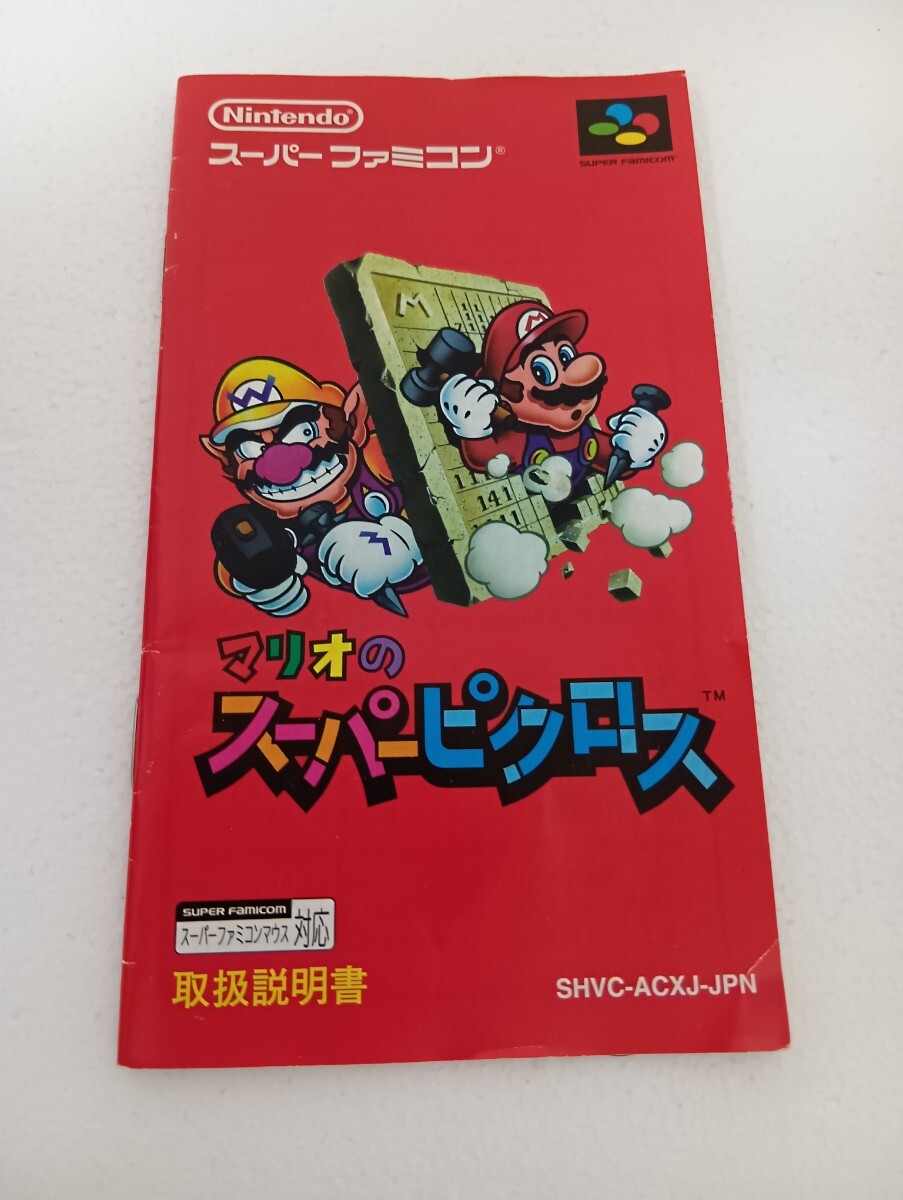 Nintendo
スーパーファミコン®
SUPER FAMICOM
M
M
W
141
マリオの
スーパーピクロス™
SUPER FAMICOM
スーパーファミコンマウス対応
取扱説明書
SHVC-ACXJ-JPN